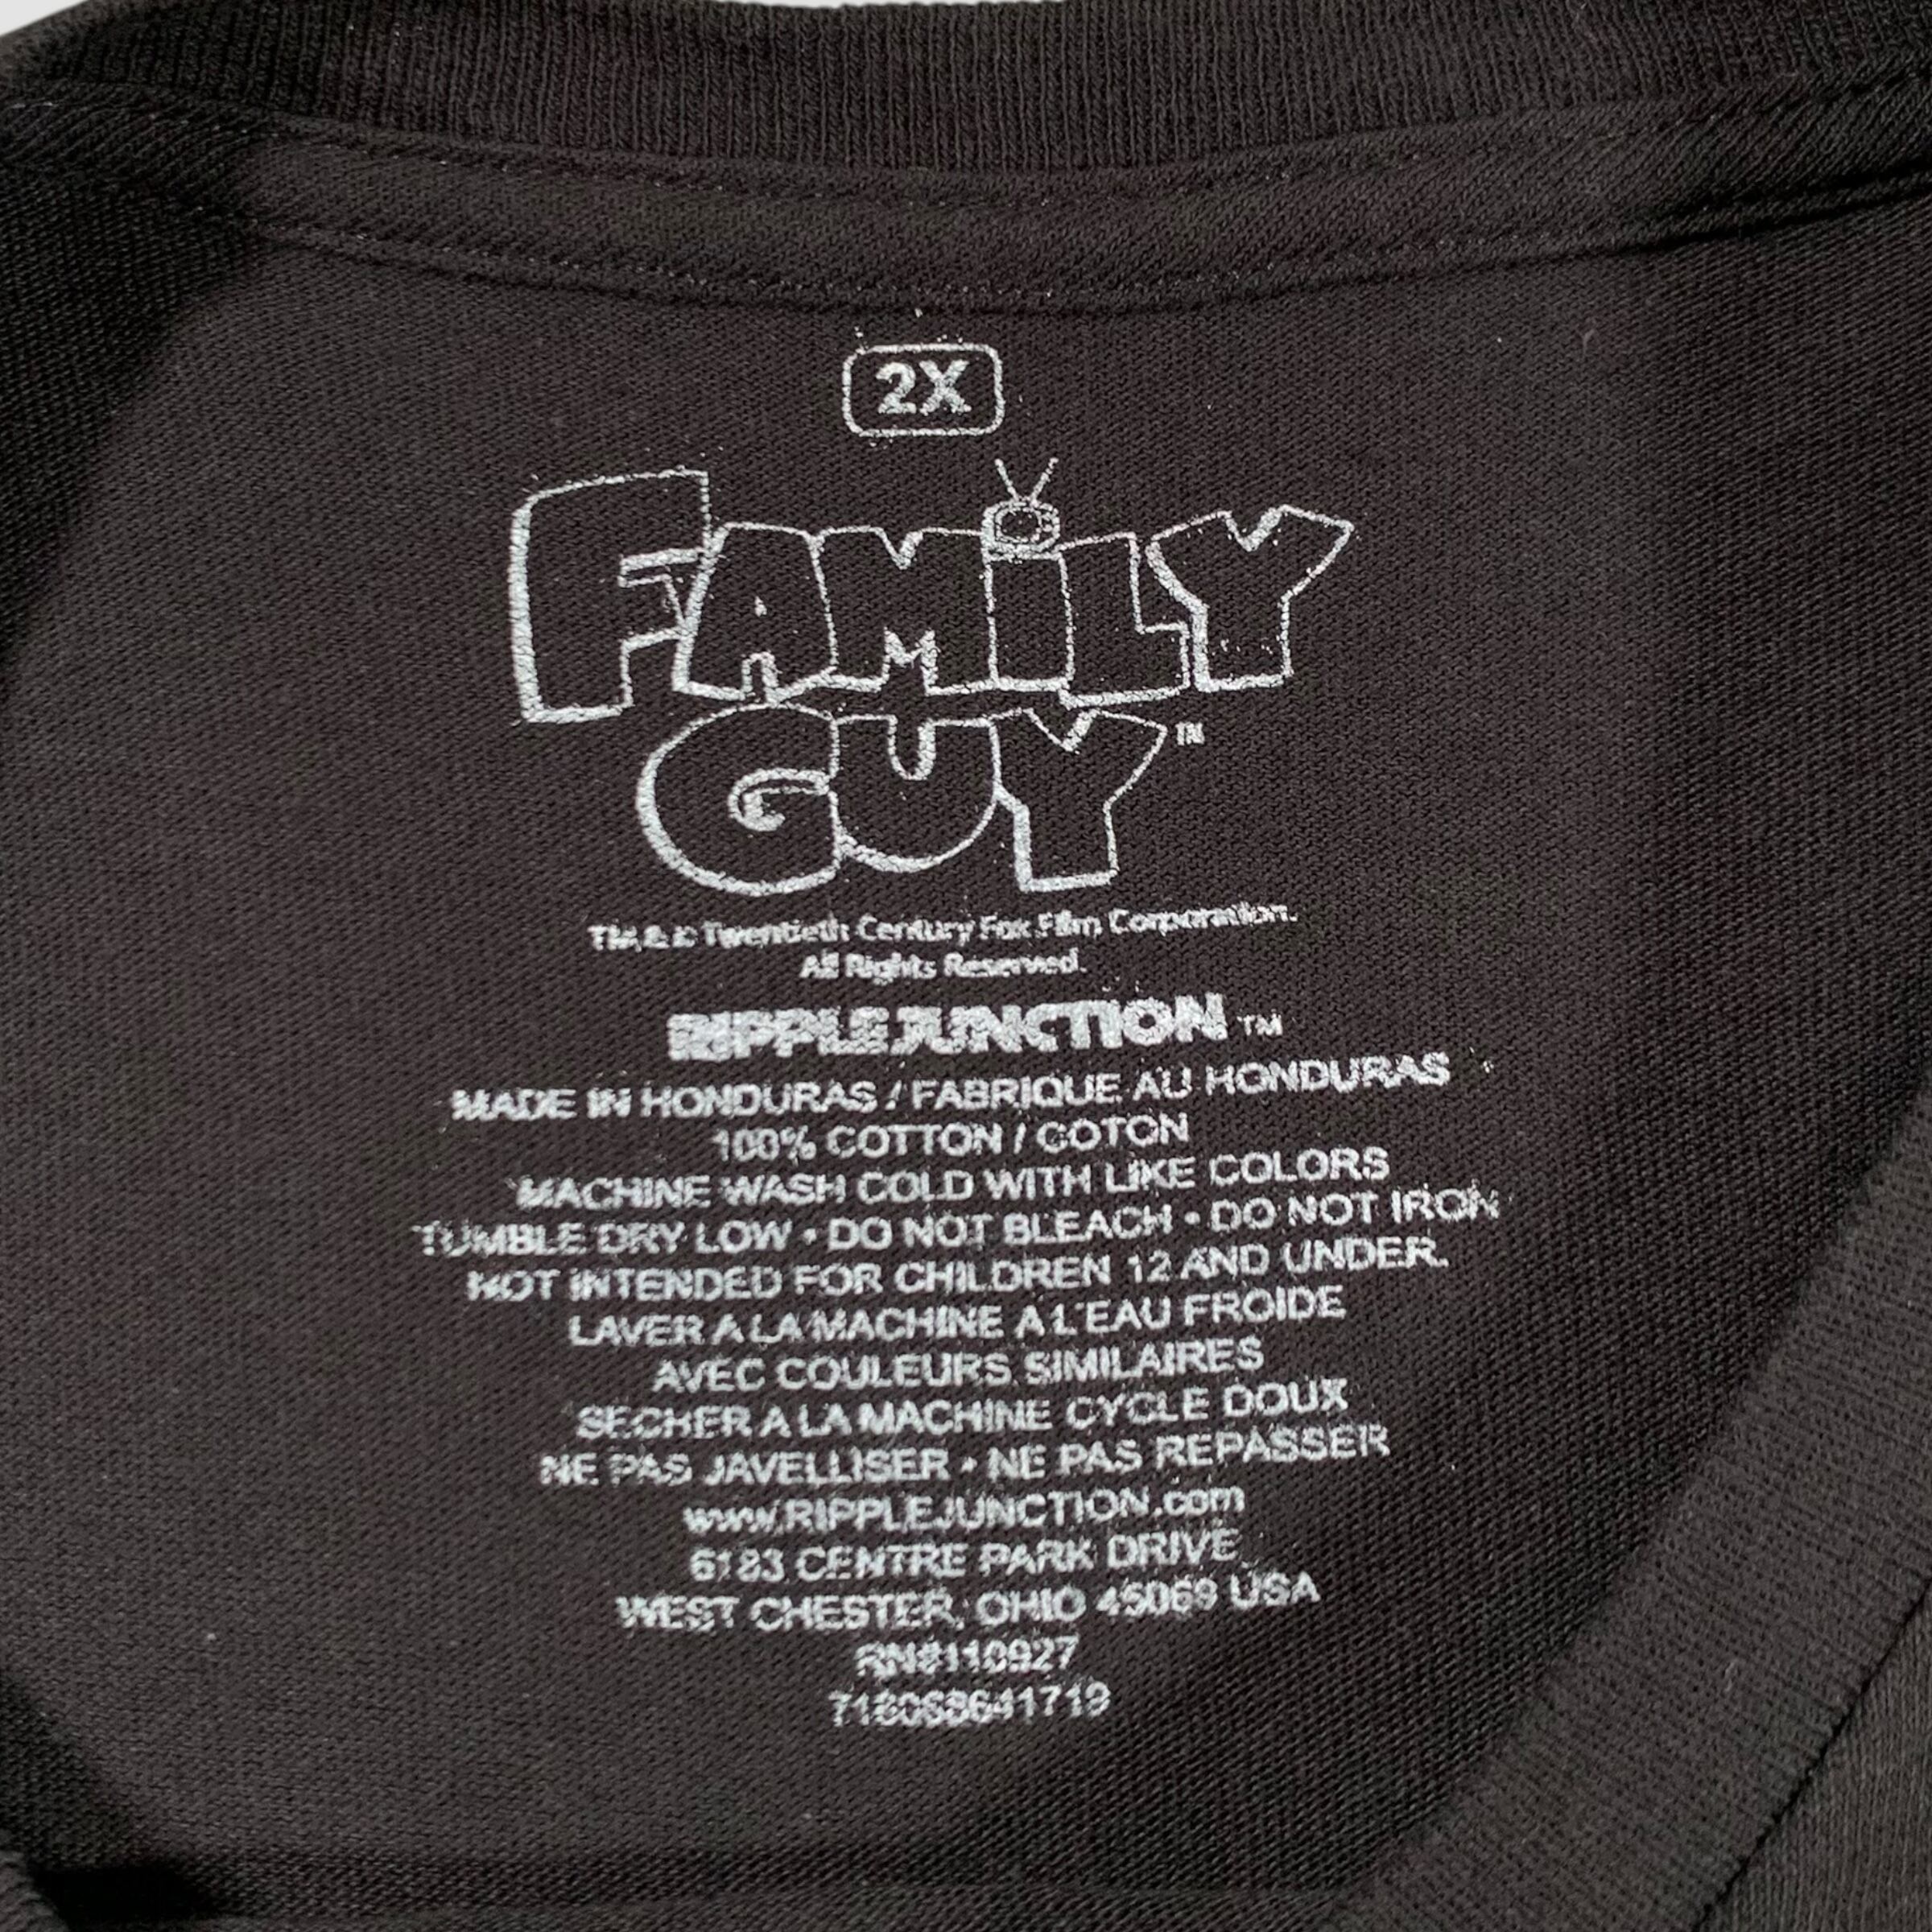 2X
FAMiLY
GUY™
TM & © Twentieth Century Fox Film Corporation.
All Rights Reserved.
RIPPLE JUNCTION™
MADE IN HONDURAS / FABRIQUE AU HONDURAS
100% COTTON / COTON
MACHINE WASH COLD WITH LIKE COLORS
TUMBLE DRY LOW • DO NOT BLEACH • DO NOT IRON
NOT INTENDED FOR CHILDREN 12 AND UNDER.
LAVER A LA MACHINE A L'EAU FROIDE
AVEC COULEURS SIMILAIRES
SECHER A LA MACHINE CYCLE DOUX
NE PAS JAVELLISER • NE PAS REPASSER
www.RIPPLEJUNCTION.com
6183 CENTRE PARK DRIVE
WEST CHESTER, OHIO 45069 USA
RN#110927